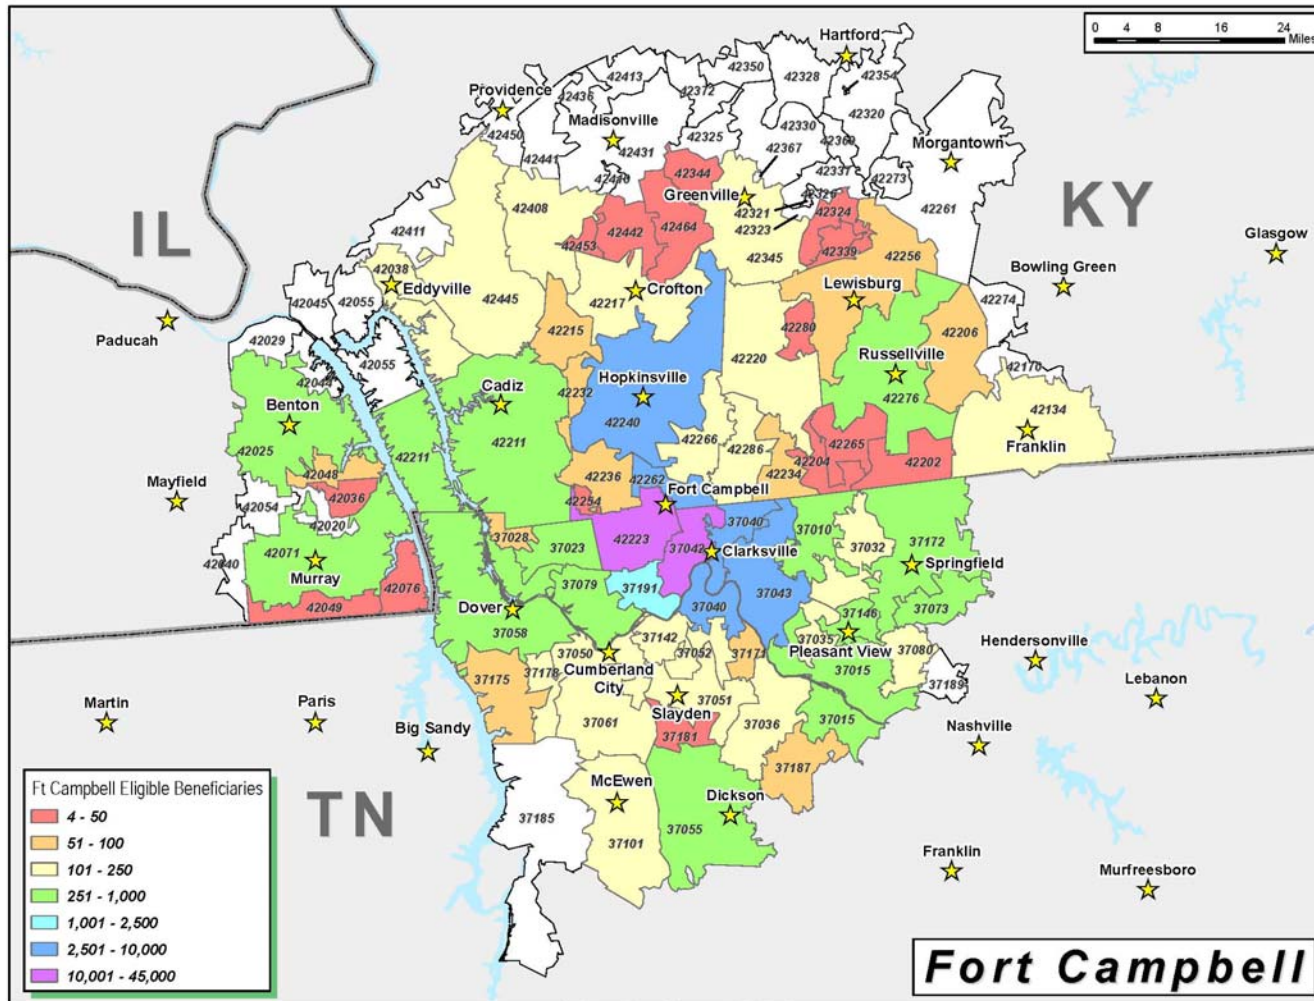 0 4 8 16 24
Miles
Hartford
42350
42328
42354
42413
42372
42436
Providence
42320
Madisonville
42330
42450
42325
42367
42369
Morgantown
42441
42431
42337
42273
42410
42344
42326
Greenville
42261
KY
IL
42408
42321
42324
42323
42464
42411
42442
42453
42339
42256
Glasgow
42345
42038
Bowling Green
Eddyville
42217
Crofton
Lewisburg
42045
42055
42445
42274
42280
42215
42206
Paducah
42029
Russellville
42220
42055
42170
42044
Cadiz
Hopkinsville
42232
42276
Benton
42134
42240
42211
42266
42265
Franklin
42025
42211
42286
42204
42202
42048
42236
42234
42262
Mayfield
42036
Fort Campbell
42054
42254
42020
37040
37010
42223
37042
37028
37023
Clarksville
37032
37172
42071
42040
Murray
Springfield
37079
37191
42076
37043
42049
Dover
37040
37146
37073
37058
37142
37035
37050
37052
37171
Pleasant View
37080
Hendersonville
Cumberland
City
37178
37015
37175
37189
Lebanon
37051
Martin
Paris
Slayden
37061
37036
37015
Nashville
Big Sandy
37181
37187
Ft Campbell Eligible Beneficiaries
4 - 50
51 - 100
101 - 250
251 - 1,000
1,001 - 2,500
2,501 - 10,000
10,001 - 45,000
TN
McEwen
Dickson
37185
37055
37101
Franklin
Murfreesboro
Fort Campbell